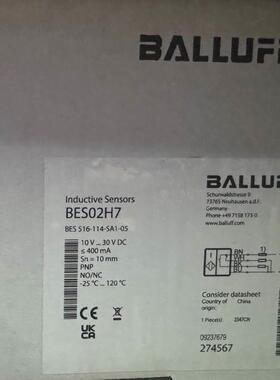 BALLUFF
Inductive Sensors
BES02H7
BES 516-114-SA1-05
10 V... 30 V DC
≤ 400 mA
Sn = 10 mm
PNP
NO/NC
-25 °C ... 120 °C
UK
CA
BALLUFF
Schurwaldstrasse 9
73765 Neuhausen a.d.F.
Germany
Phone +49 7158 173-0
www.balluff.com
BN
WH
BK
BU
1)
Consider datasheet
Country of China
origin:
1 Piece(s)
09237679
274567